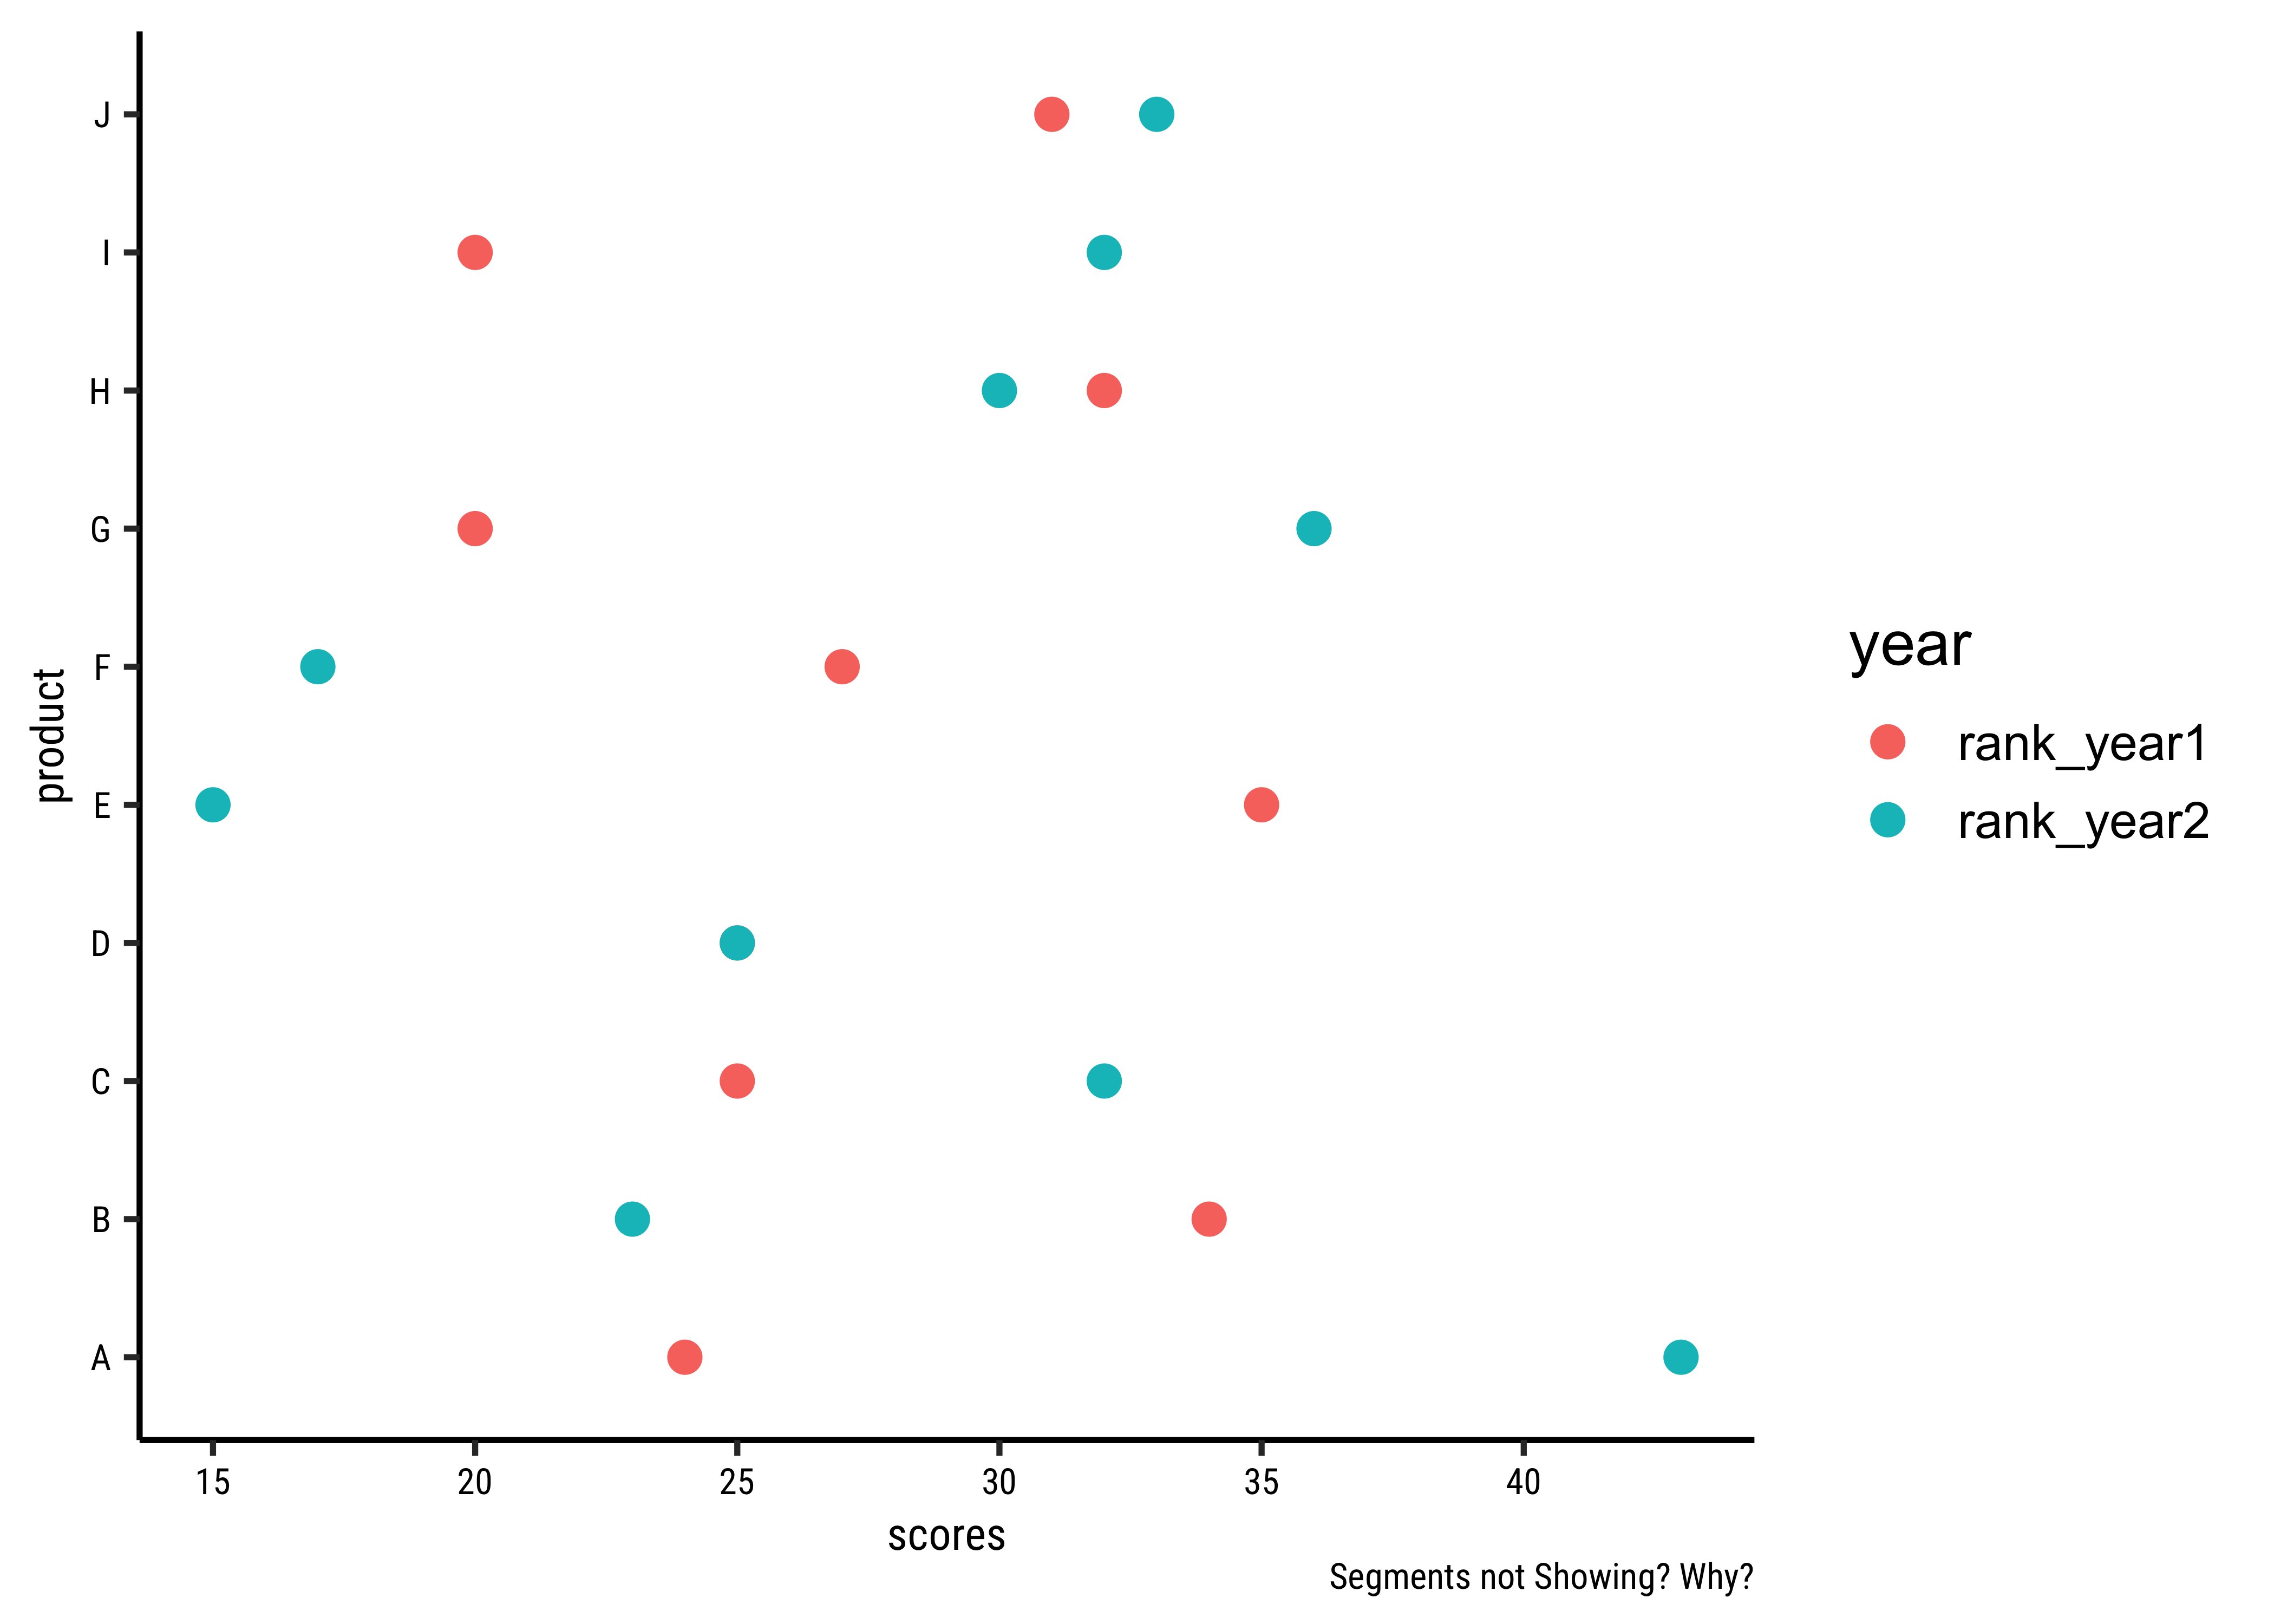 J
I
H
G
F
E
D
C
B
A
product
15 20 25 30 35 40
scores
Segments not Showing? Why?
year
rank_year1
rank_year2